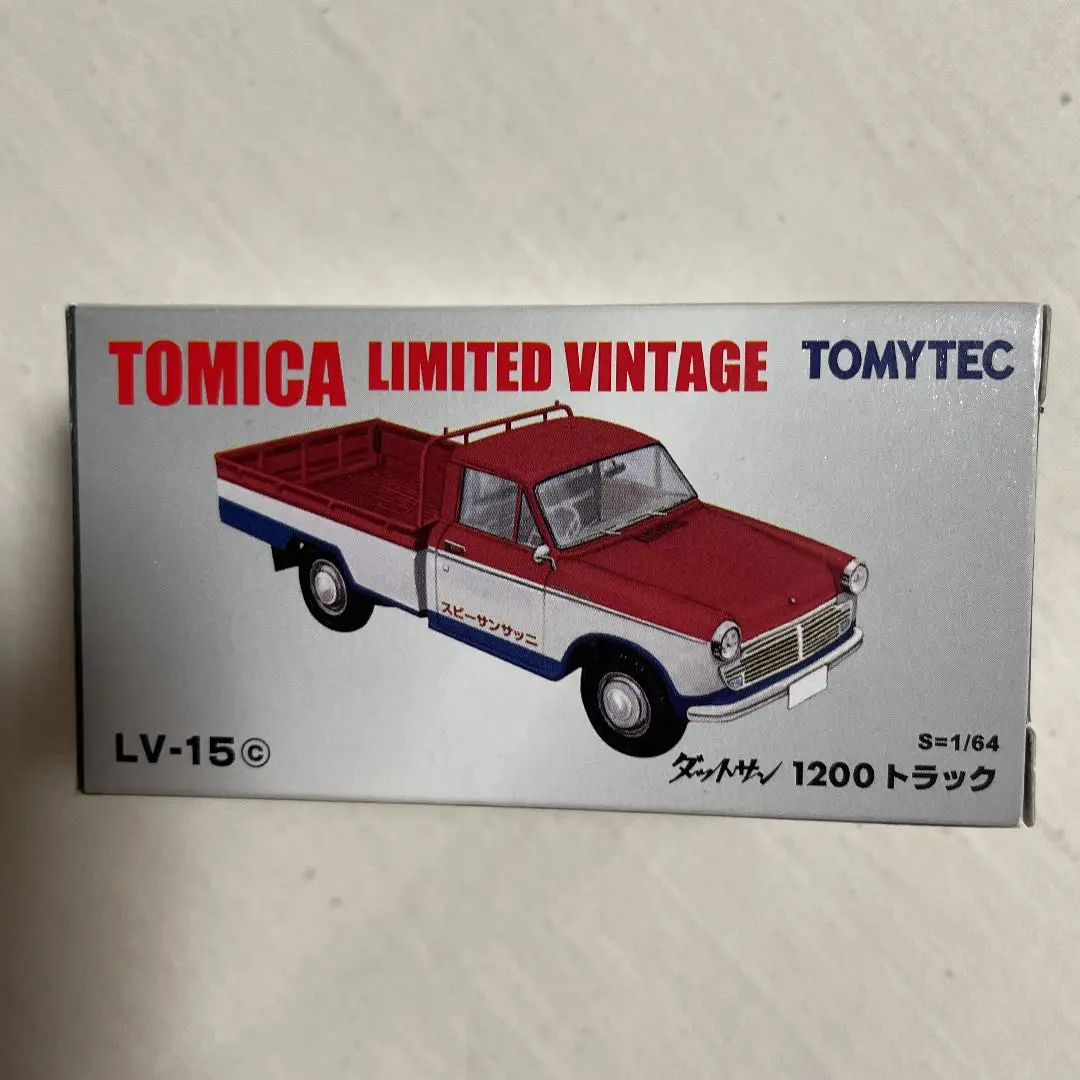 TOMICA LIMITED VINTAGE TOMYTEC
スビーサンサッニ
LV-15©
S=1/64
ダットサン 1200 トラック